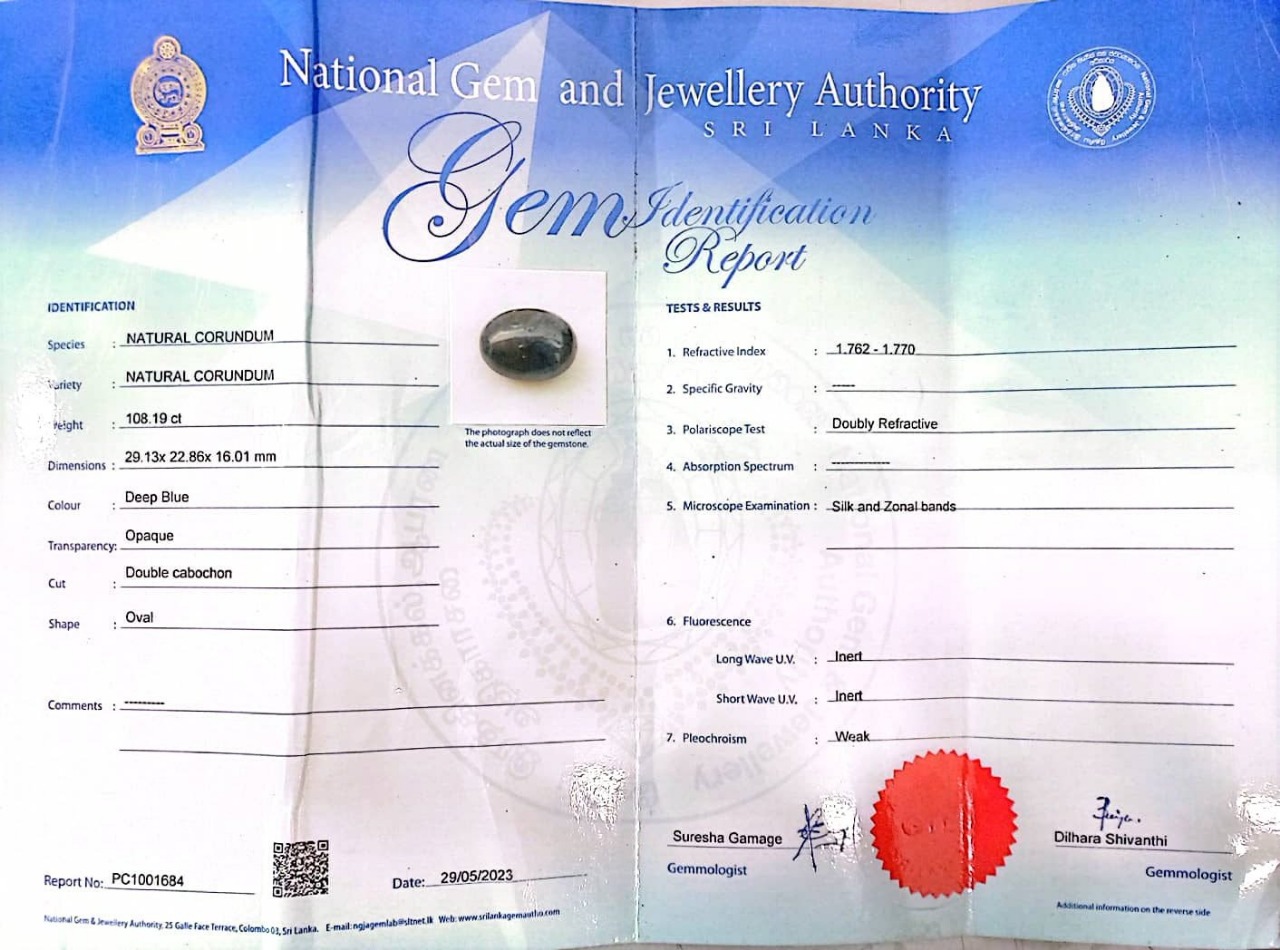 National Gem and Jewellery Authority
SRI LANKA
Gem Identification
Report
IDENTIFICATION
Species : NATURAL CORUNDUM
Variety : NATURAL CORUNDUM
Weight : 108.19 ct
Dimensions : 29.13x 22.86x 16.01 mm
Colour : Deep Blue
Transparency: Opaque
Cut : Double cabochon
Shape : Oval
Comments : ---------
The photograph does not reflect
the actual size of the gemstone.
Report No: PC1001684
Date: 29/05/2023
National Gem & Jewellery Authority, 25 Galle Face Terrace, Colombo 03, Sri Lanka. E-mail: ngjagemlab@sltnet.lk Web: www.srilankagemautho.com
TESTS & RESULTS
1. Refractive Index : 1.762 - 1.770
2. Specific Gravity : -----
3. Polariscope Test : Doubly Refractive
4. Absorption Spectrum : -------------
5. Microscope Examination : Silk and Zonal bands
6. Fluorescence
Long Wave U.V. : Inert
Short Wave U.V. : Inert
7. Pleochroism : Weak
Suresha Gamage
Gemmologist
Dilhara Shivanthi
Gemmologist
Additional information on the reverse side